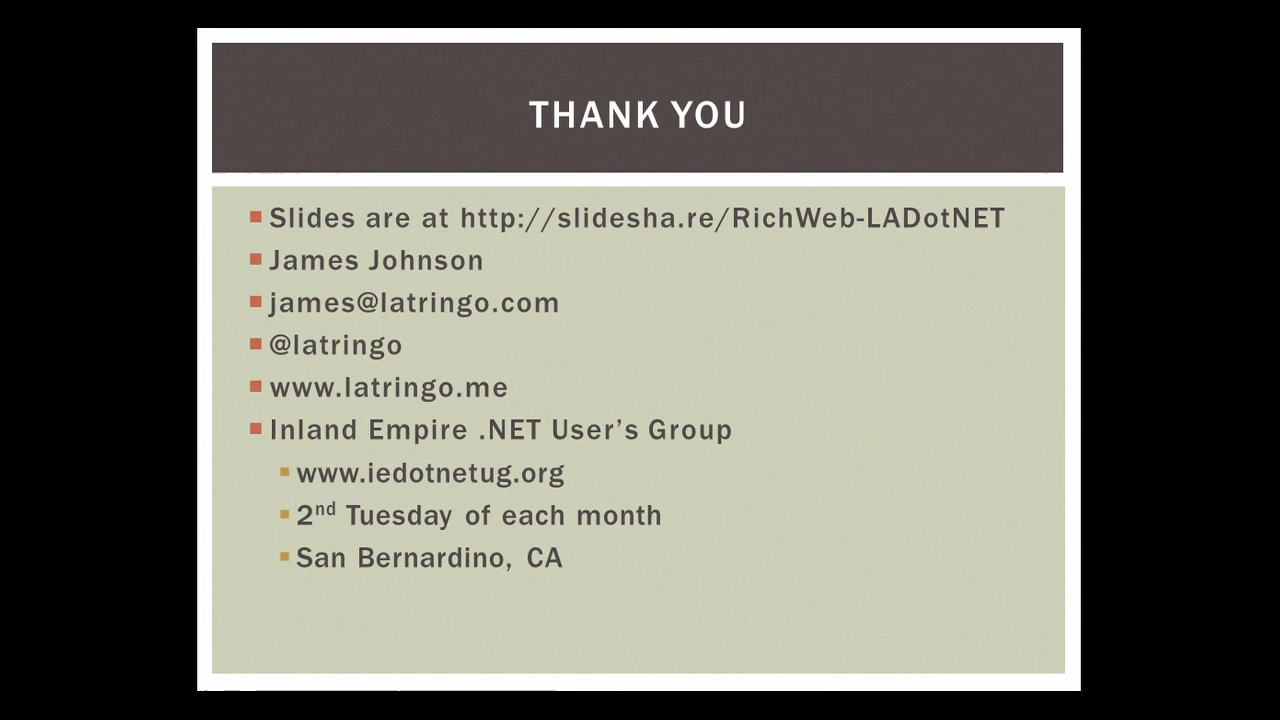 THANK YOU
Slides are at http://slidesha.re/RichWeb-LADotNET
James Johnson
james@latringo.com
@latringo
www.latringo.me
Inland Empire .NET User’s Group
www.iedotnetug.org
2nd Tuesday of each month
San Bernardino, CA